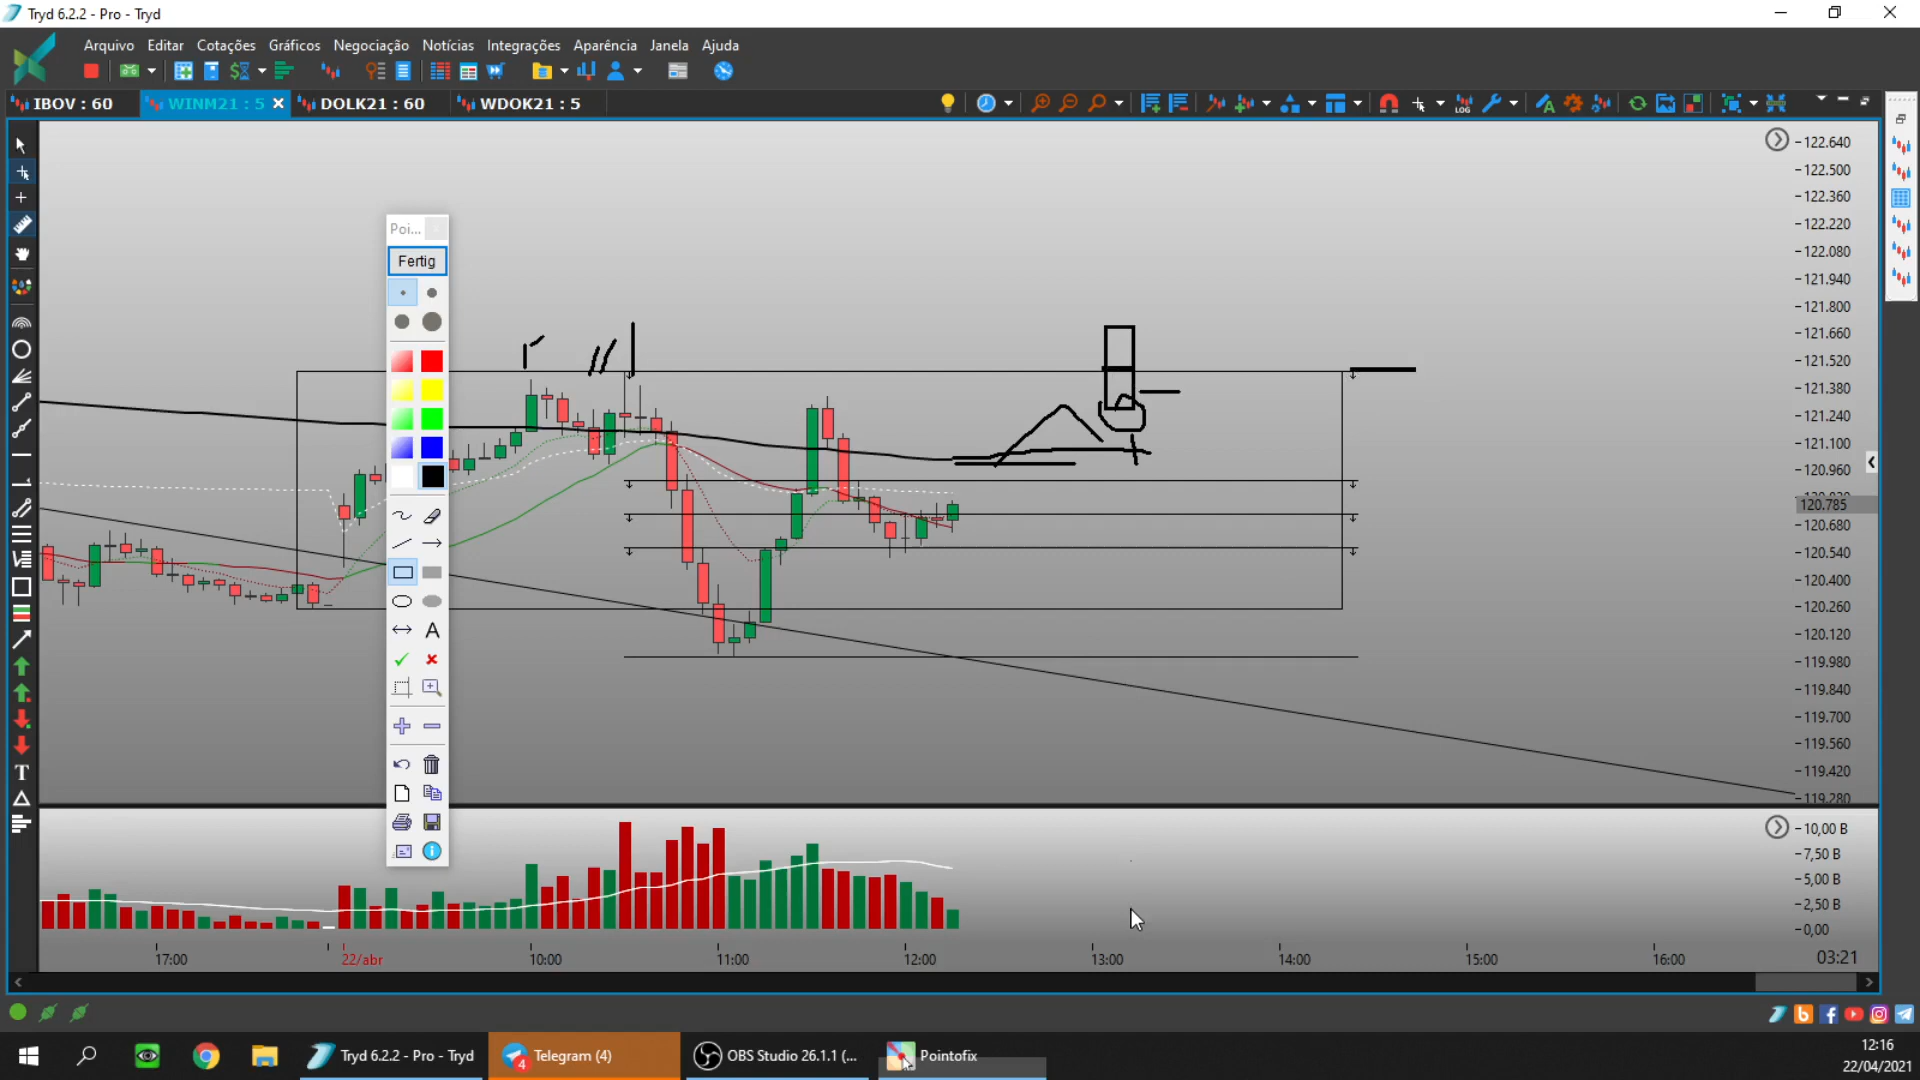 Tryd 6.2.2 - Pro - Tryd
Arquivo Editar Cotações Gráficos Negociação Notícias Integrações Aparência Janela Ajuda
IBOV : 60 WINM21 : 5 DOLK21 : 60 WDOK21 : 5
LOG
122.640
122.500
122.360
122.220
122.080
121.940
121.800
121.660
121.520
121.380
121.240
121.100
120.960
120.785
120.680
120.540
120.400
120.260
120.120
119.980
119.840
119.700
119.560
119.420
119.280
Poi...
Fertig
A
T
10,00 B
7,50 B
5,00 B
2,50 B
0,00
17:00 22/abr 10:00 11:00 12:00 13:00 14:00 15:00 16:00 03:21
Tryd 6.2.2 - Pro - Tryd Telegram (4) OBS Studio 26.1.1 (... Pointofix
4
12:16
22/04/2021